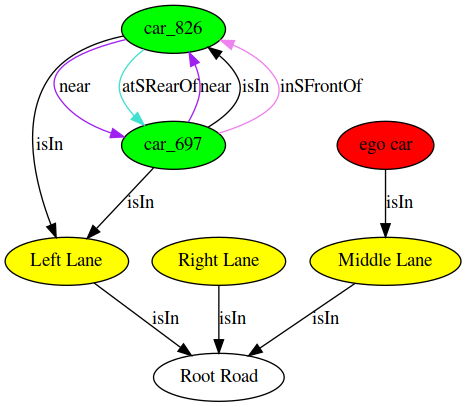 car_826
near
atSRearOf
near
isIn
inSFrontOf
isIn
car_697
ego car
isIn
isIn
Left Lane
Right Lane
Middle Lane
isIn
isIn
isIn
Root Road